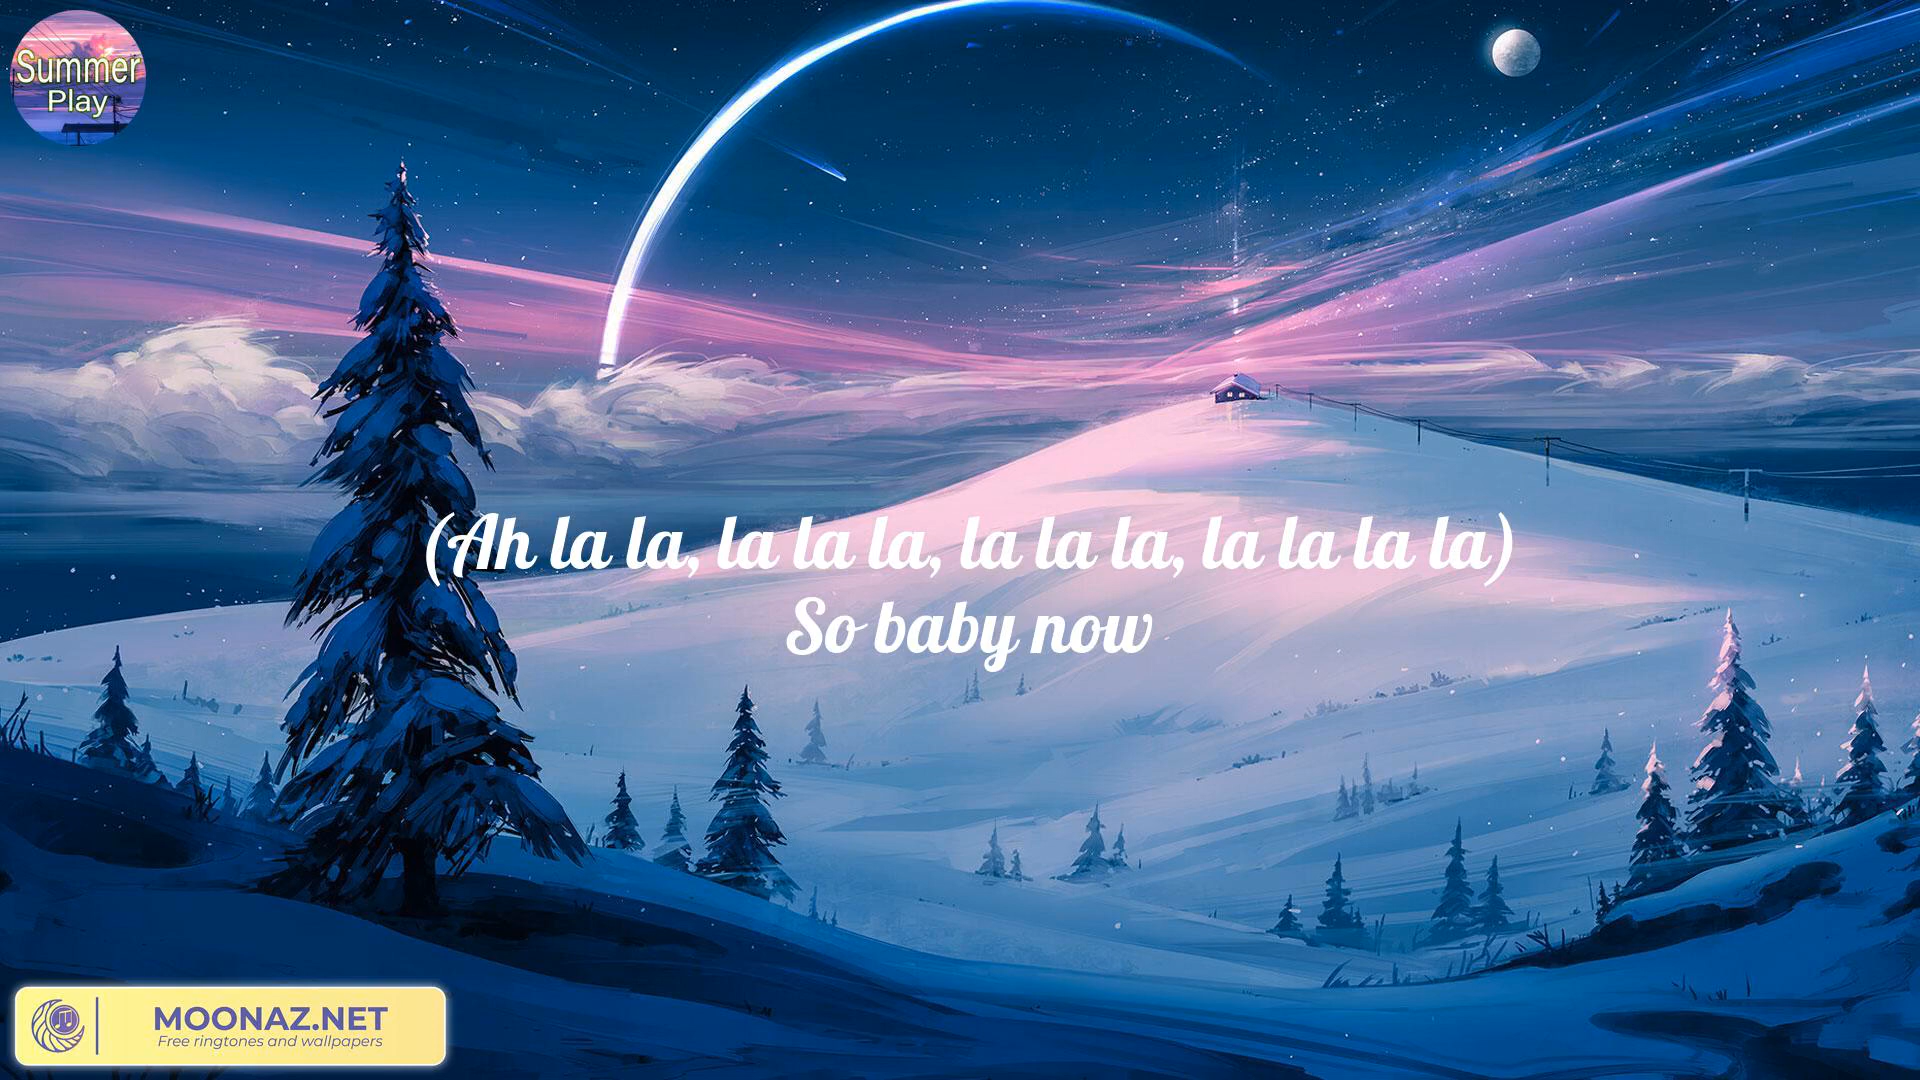 Summer
Play
(Ah la la, la la la, la la la, la la la la)
So baby now
MOONAZ.NET
Free ringtones and wallpapers